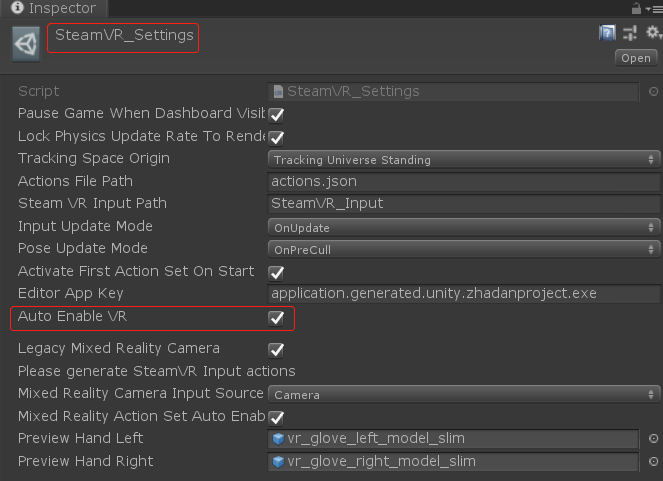 Inspector
SteamVR_Settings
Open
Script SteamVR_Settings
Pause Game When Dashboard Visib
Lock Physics Update Rate To Rende
Tracking Space Origin Tracking Universe Standing
Actions File Path actions.json
Steam VR Input Path SteamVR_Input
Input Update Mode OnUpdate
Pose Update Mode OnPreCull
Activate First Action Set On Start
Editor App Key application.generated.unity.zhadanproject.exe
Auto Enable VR
Legacy Mixed Reality Camera
Please generate SteamVR Input actions
Mixed Reality Camera Input Source Camera
Mixed Reality Action Set Auto Enab
Preview Hand Left vr_glove_left_model_slim
Preview Hand Right vr_glove_right_model_slim